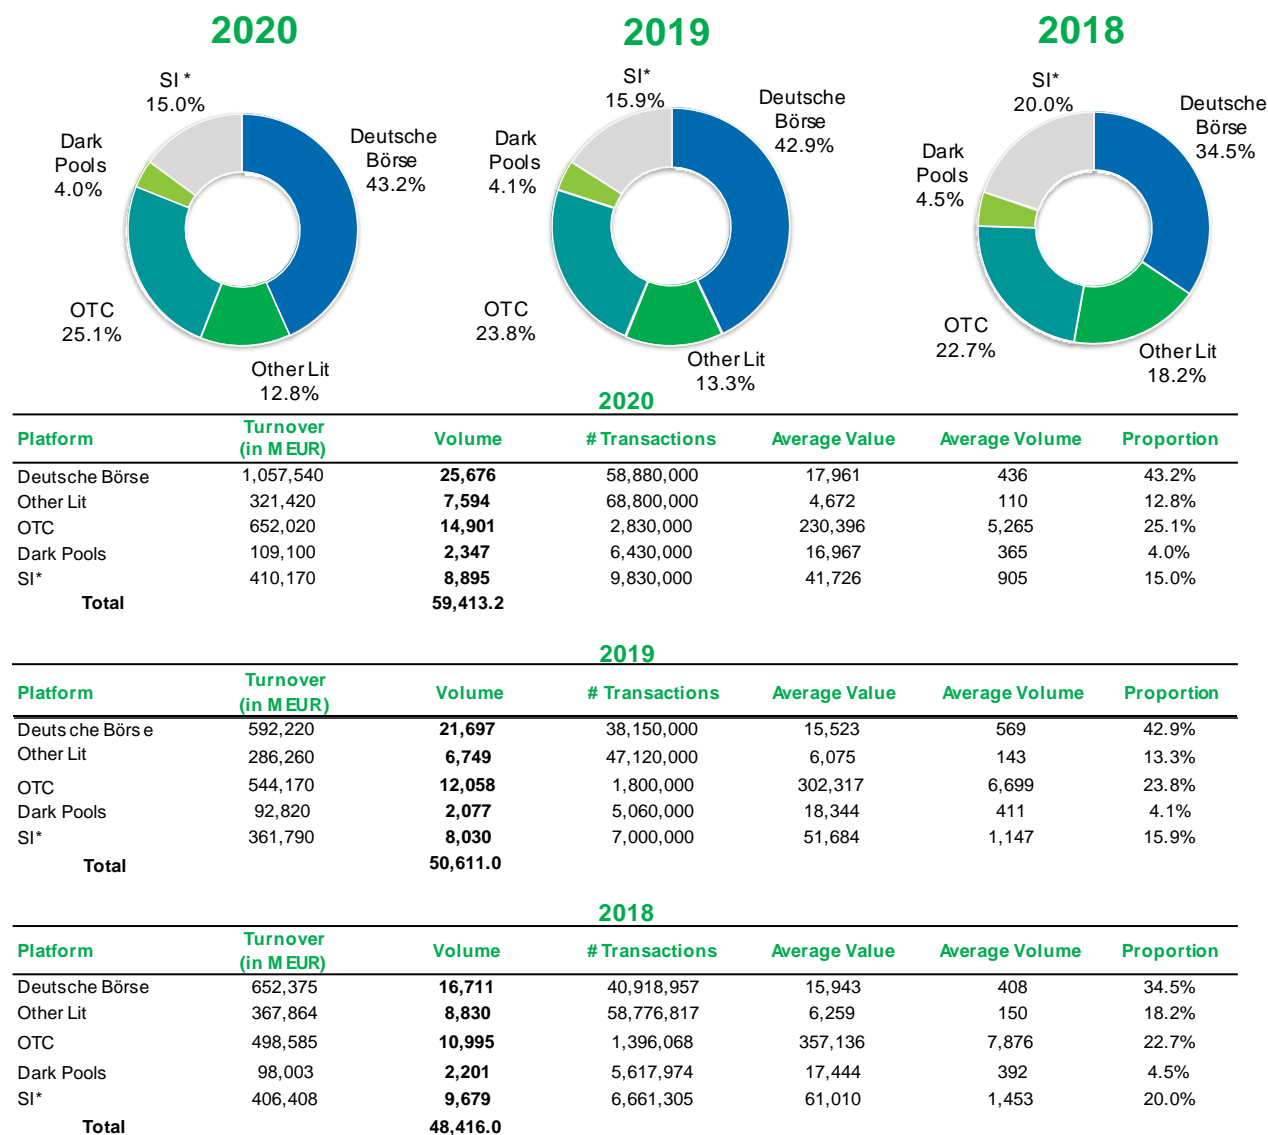 2020
2019
2018
SI *
15.0%
Dark
Pools
4.0%
Deutsche
Börse
43.2%
OTC
25.1%
Other Lit
12.8%
SI*
15.9%
Dark
Pools
4.1%
Deutsche
Börse
42.9%
OTC
23.8%
Other Lit
13.3%
SI*
20.0%
Dark
Pools
4.5%
Deutsche
Börse
34.5%
OTC
22.7%
Other Lit
18.2%
2020
Platform Turnover (in M EUR) Volume # Transactions Average Value Average Volume Proportion
Deutsche Börse 1,057,540 25,676 58,880,000 17,961 436 43.2%
Other Lit 321,420 7,594 68,800,000 4,672 110 12.8%
OTC 652,020 14,901 2,830,000 230,396 5,265 25.1%
Dark Pools 109,100 2,347 6,430,000 16,967 365 4.0%
SI* 410,170 8,895 9,830,000 41,726 905 15.0%
Total 59,413.2
2019
Platform Turnover (in M EUR) Volume # Transactions Average Value Average Volume Proportion
Deutsche Börse 592,220 21,697 38,150,000 15,523 569 42.9%
Other Lit 286,260 6,749 47,120,000 6,075 143 13.3%
OTC 544,170 12,058 1,800,000 302,317 6,699 23.8%
Dark Pools 92,820 2,077 5,060,000 18,344 411 4.1%
SI* 361,790 8,030 7,000,000 51,684 1,147 15.9%
Total 50,611.0
2018
Platform Turnover (in M EUR) Volume # Transactions Average Value Average Volume Proportion
Deutsche Börse 652,375 16,711 40,918,957 15,943 408 34.5%
Other Lit 367,864 8,830 58,776,817 6,259 150 18.2%
OTC 498,585 10,995 1,396,068 357,136 7,876 22.7%
Dark Pools 98,003 2,201 5,617,974 17,444 392 4.5%
SI* 406,408 9,679 6,661,305 61,010 1,453 20.0%
Total 48,416.0